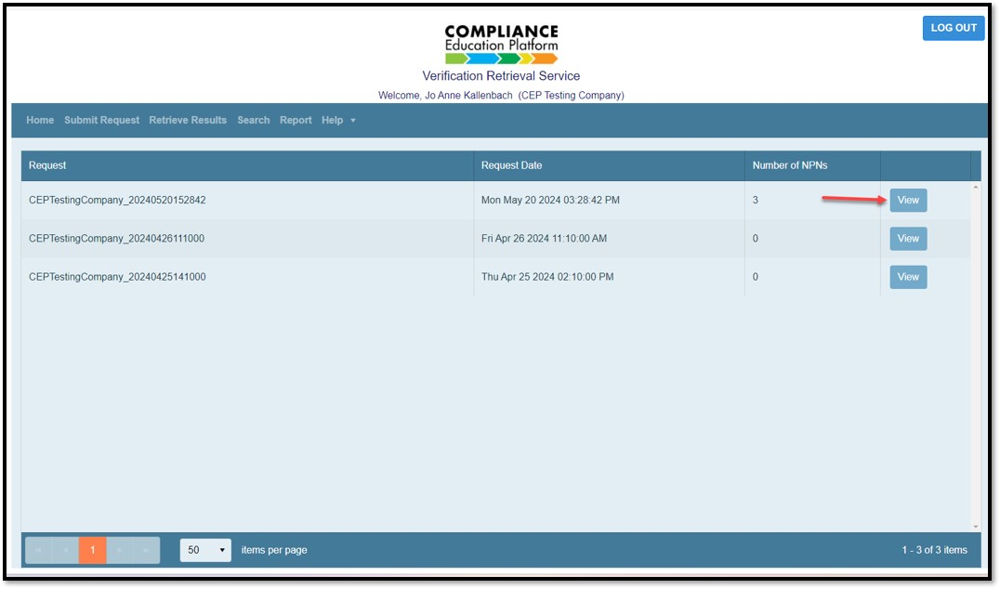 LOG OUT
COMPLIANCE
Education Platform
Verification Retrieval Service
Welcome, Jo Anne Kallenbach (CEP Testing Company)
Home Submit Request Retrieve Results Search Report Help
Request Request Date Number of NPNs
CEPTestingCompany_20240520152842 Mon May 20 2024 03:28:42 PM 3 View
CEPTestingCompany_20240426111000 Fri Apr 26 2024 11:10:00 AM 0 View
CEPTestingCompany_20240425141000 Thu Apr 25 2024 02:10:00 PM 0 View
1 50 items per page 1 - 3 of 3 items